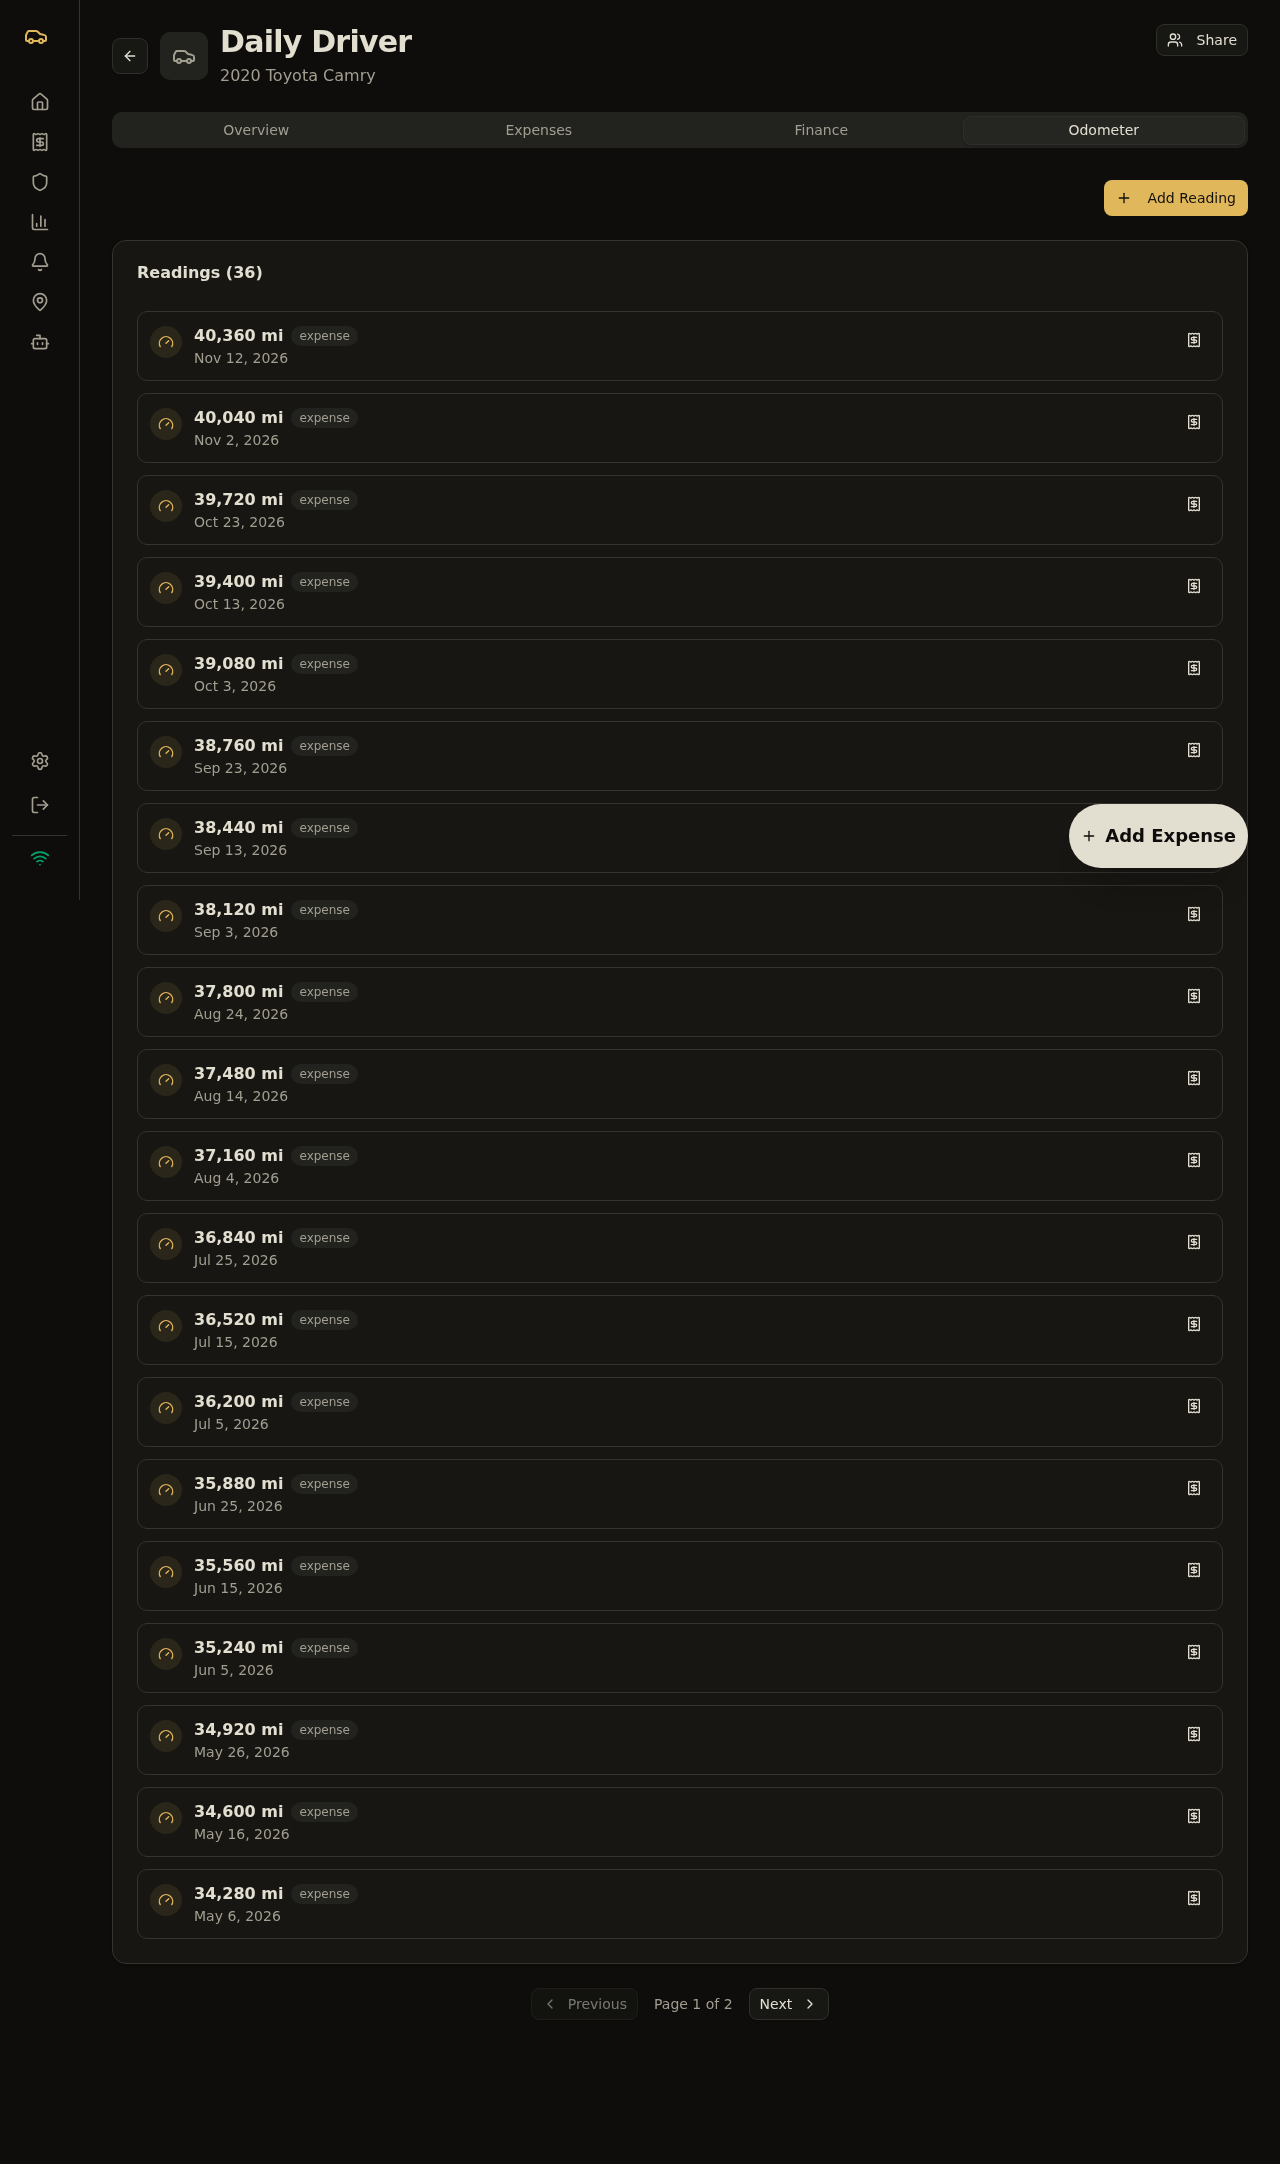 Daily Driver
2020 Toyota Camry
Share
Overview
Expenses
Finance
Odometer
Add Reading
Readings (36)
40,360 mi expense
Nov 12, 2026
40,040 mi expense
Nov 2, 2026
39,720 mi expense
Oct 23, 2026
39,400 mi expense
Oct 13, 2026
39,080 mi expense
Oct 3, 2026
38,760 mi expense
Sep 23, 2026
38,440 mi expense
Sep 13, 2026
Add Expense
38,120 mi expense
Sep 3, 2026
37,800 mi expense
Aug 24, 2026
37,480 mi expense
Aug 14, 2026
37,160 mi expense
Aug 4, 2026
36,840 mi expense
Jul 25, 2026
36,520 mi expense
Jul 15, 2026
36,200 mi expense
Jul 5, 2026
35,880 mi expense
Jun 25, 2026
35,560 mi expense
Jun 15, 2026
35,240 mi expense
Jun 5, 2026
34,920 mi expense
May 26, 2026
34,600 mi expense
May 16, 2026
34,280 mi expense
May 6, 2026
Previous
Page 1 of 2
Next